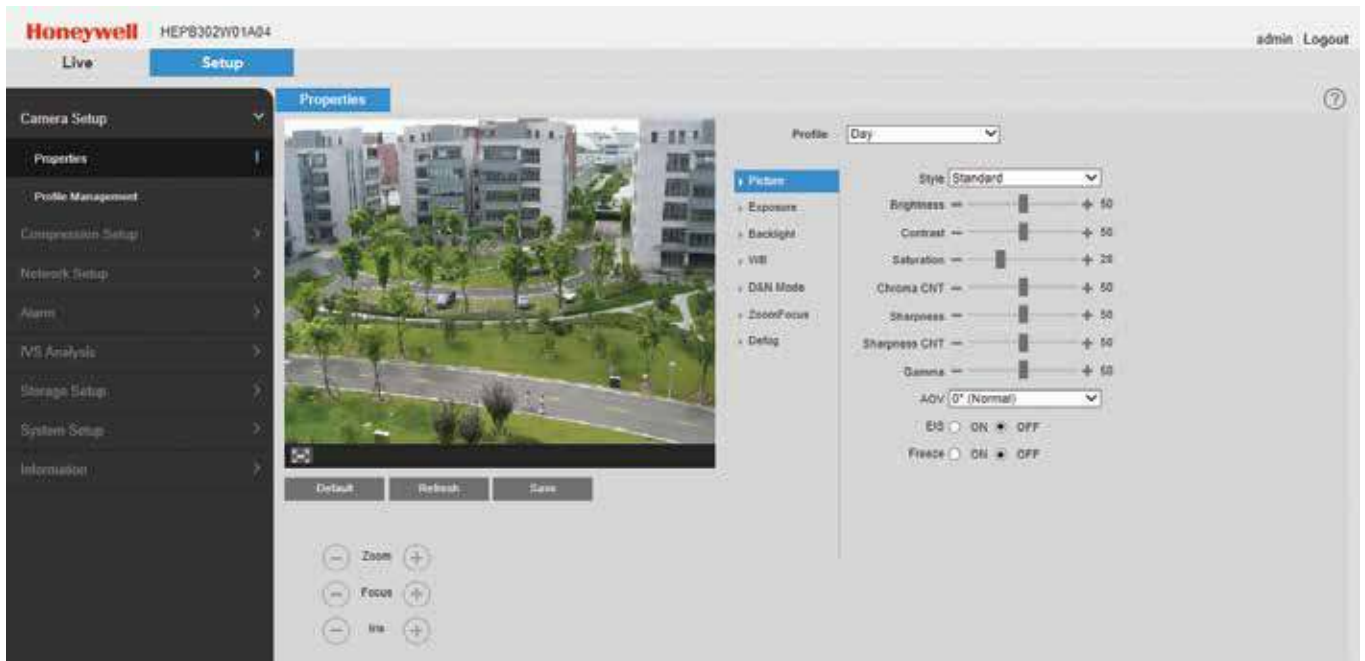 Honeywell HEPB302W01A04
admin Logout
Live Setup
Camera Setup
Properties
Profile Management
Compression Setup
Network Setup
Alarm
IVS Analysis
Storage Setup
System Setup
Information
Properties
Default Refresh Save
Zoom
Focus
Iris
Profile Day
Picture
Exposure
Backlight
WB
D&N Mode
ZoomFocus
Defog
Style Standard
Brightness 50
Contrast 50
Saturation 28
Chroma CNT 50
Sharpness 50
Sharpness CNT 50
Gamma 50
AOV 0° (Normal)
EIS ON OFF
Freeze ON OFF